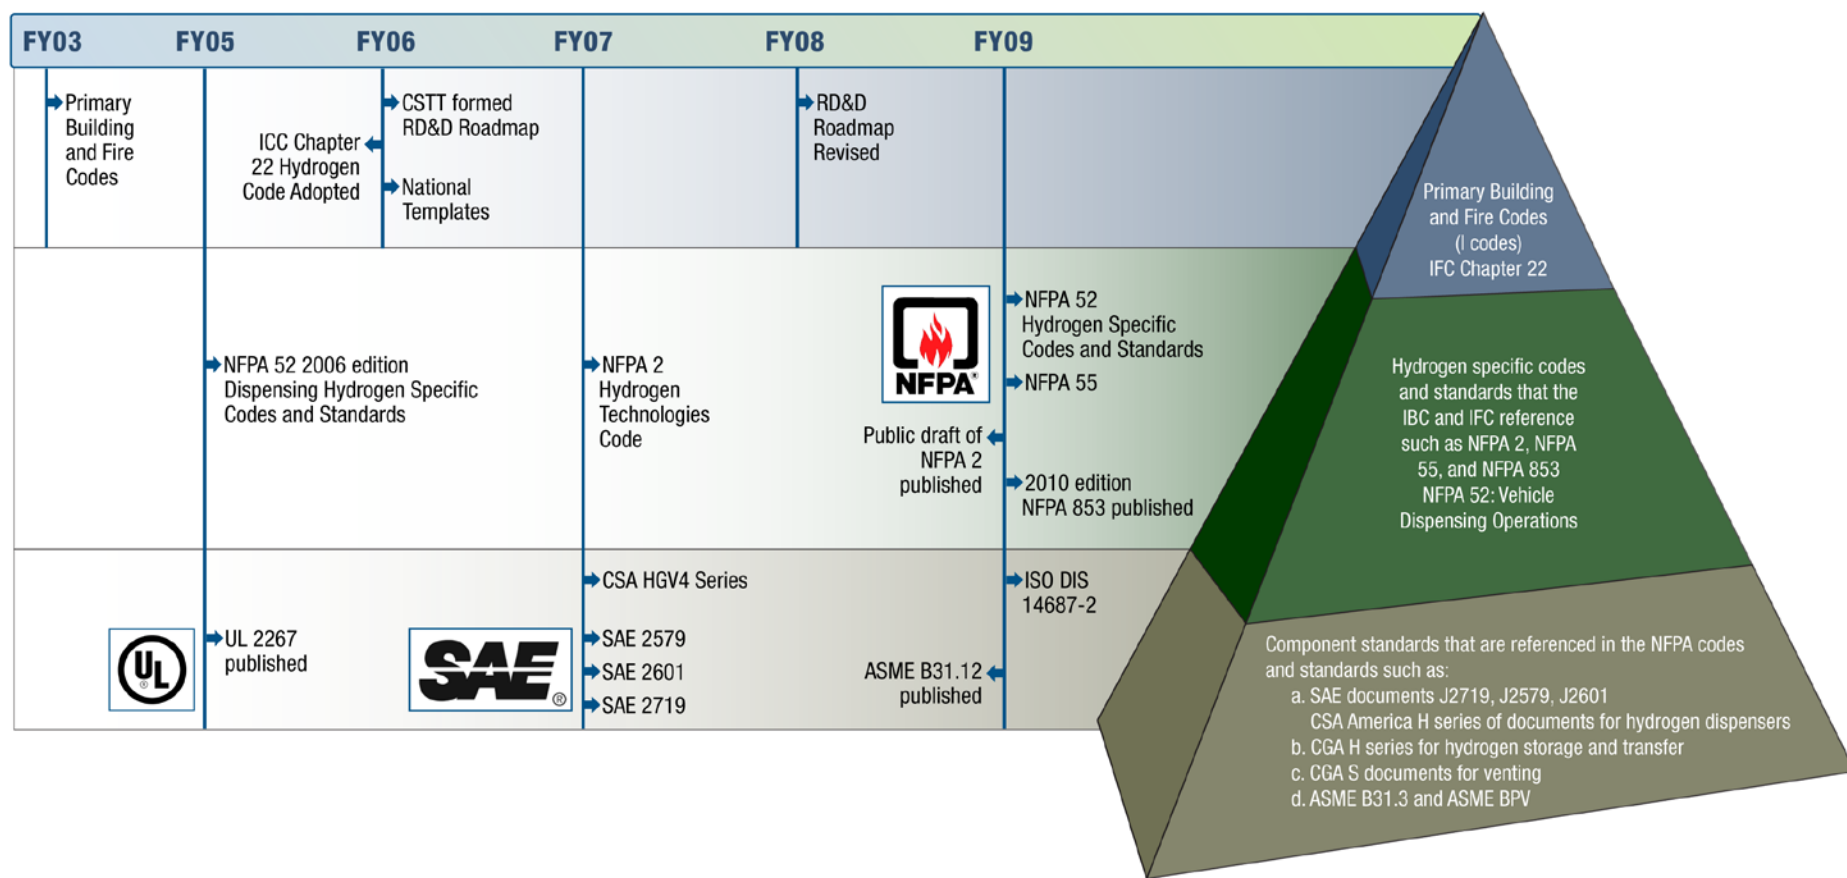 FY03
FY05
FY06
FY07
FY08
FY09
Primary
Building
and Fire
Codes
ICC Chapter
22 Hydrogen
Code Adopted
CSTT formed
RD&D Roadmap
National
Templates
RD&D
Roadmap
Revised
NFPA 52 2006 edition
Dispensing Hydrogen Specific
Codes and Standards
NFPA 2
Hydrogen
Technologies
Code
NFPA®
NFPA 52
Hydrogen Specific
Codes and Standards
NFPA 55
Public draft of
NFPA 2
published
2010 edition
NFPA 853 published
UL®
UL 2267
published
SAE®
CSA HGV4 Series
SAE 2579
SAE 2601
SAE 2719
ISO DIS
14687-2
ASME B31.12
published
Primary Building
and Fire Codes
(I codes)
IFC Chapter 22
Hydrogen specific codes
and standards that the
IBC and IFC reference
such as NFPA 2, NFPA
55, and NFPA 853
NFPA 52: Vehicle
Dispensing Operations
Component standards that are referenced in the NFPA codes
and standards such as:
a. SAE documents J2719, J2579, J2601
CSA America H series of documents for hydrogen dispensers
b. CGA H series for hydrogen storage and transfer
c. CGA S documents for venting
d. ASME B31.3 and ASME BPV